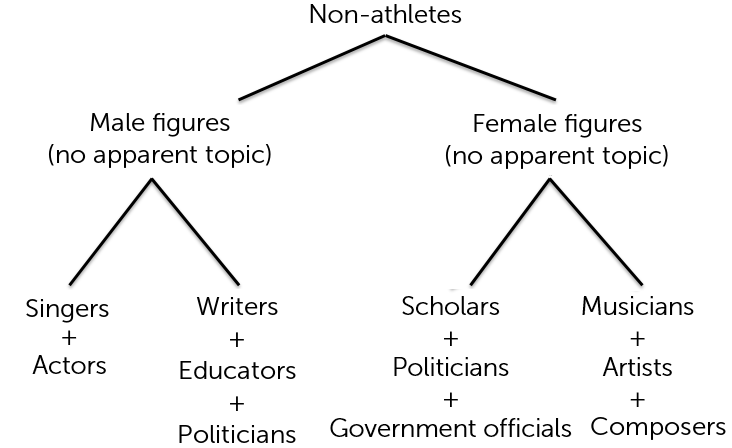 Non-athletes
Male figures
(no apparent topic)
Female figures
(no apparent topic)
Singers
+
Actors
Writers
+
Educators
+
Politicians
Scholars
+
Politicians
+
Government officials
Musicians
+
Artists
+
Composers